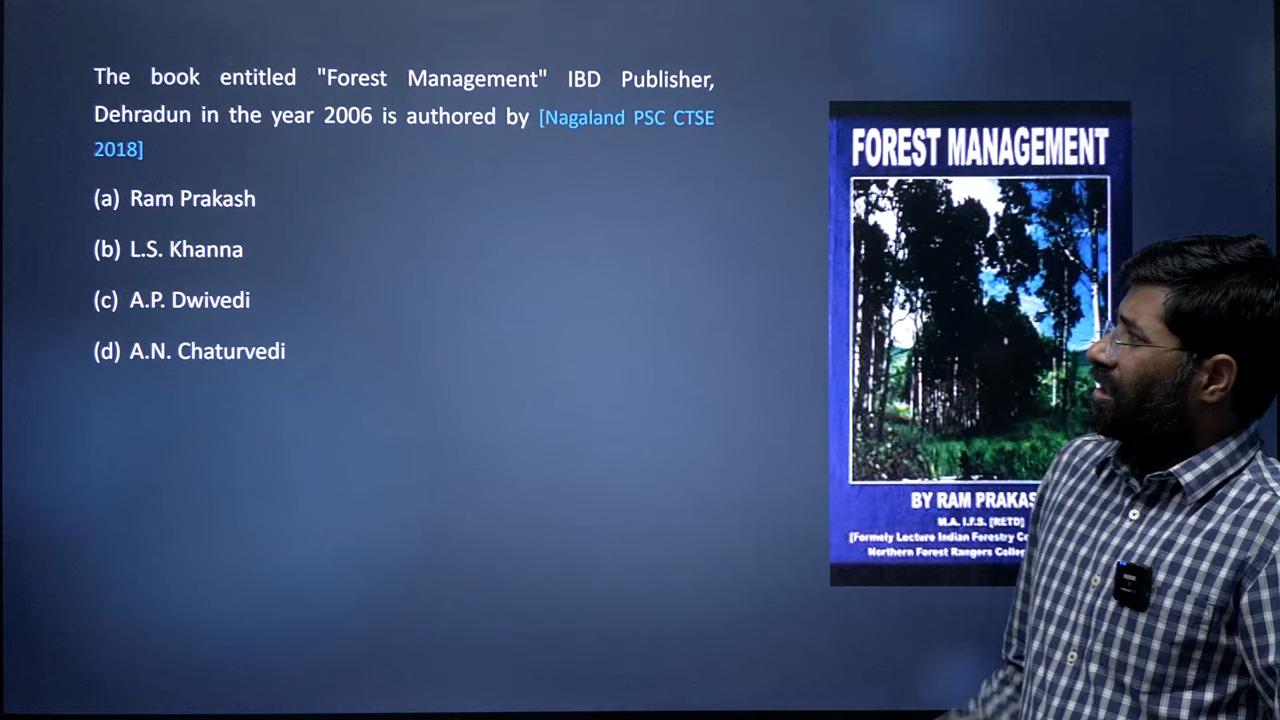 The book entitled "Forest Management" IBD Publisher,
Dehradun in the year 2006 is authored by [Nagaland PSC CTSE
2018]
(a) Ram Prakash
(b) L.S. Khanna
(c) A.P. Dwivedi
(d) A.N. Chaturvedi
FOREST MANAGEMENT
BY RAM PRAKAS
M.A. I.F.S. [RETD]
[Formely Lecture Indian Forestry Co
Northern Forest Rangers Colle